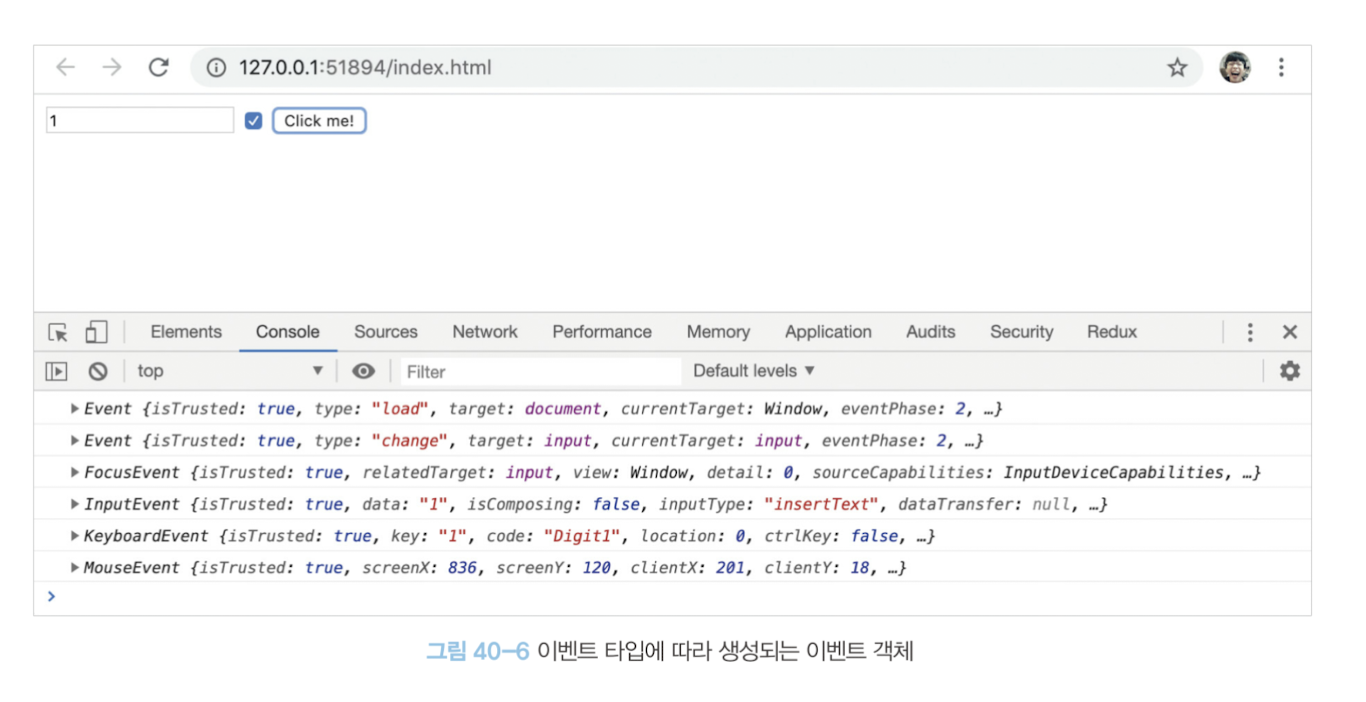 127.0.0.1:51894/index.html
1 Click me!
Elements Console Sources Network Performance Memory Application Audits Security Redux
top Filter Default levels ▼
Event {isTrusted: true, type: "load", target: document, currentTarget: Window, eventPhase: 2, …}
Event {isTrusted: true, type: "change", target: input, currentTarget: input, eventPhase: 2, …}
FocusEvent {isTrusted: true, relatedTarget: input, view: Window, detail: 0, sourceCapabilities: InputDeviceCapabilities, …}
InputEvent {isTrusted: true, data: "1", isComposing: false, inputType: "insertText", dataTransfer: null, …}
KeyboardEvent {isTrusted: true, key: "1", code: "Digit1", location: 0, ctrlKey: false, …}
MouseEvent {isTrusted: true, screenX: 836, screenY: 120, clientX: 201, clientY: 18, …}
그림 40-6 이벤트 타입에 따라 생성되는 이벤트 객체